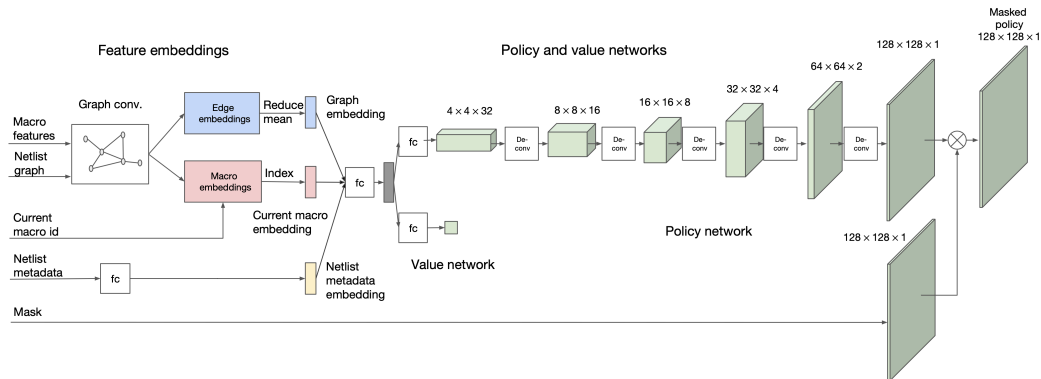 Feature embeddings
Policy and value networks
Masked
policy
128 × 128 × 1
128 × 128 × 1
64 × 64 × 2
32 × 32 × 4
16 × 16 × 8
8 × 8 × 16
4 × 4 × 32
Graph conv.
Macro
features
Netlist
graph
Edge
embeddings
Reduce
mean
Graph
embedding
Macro
embeddings
Index
Current macro
embedding
fc
fc
De-
conv
De-
conv
De-
conv
De-
conv
De-
conv
fc
Value network
Policy network
128 × 128 × 1
Current
macro id
Netlist
metadata
fc
Netlist
metadata
embedding
Mask